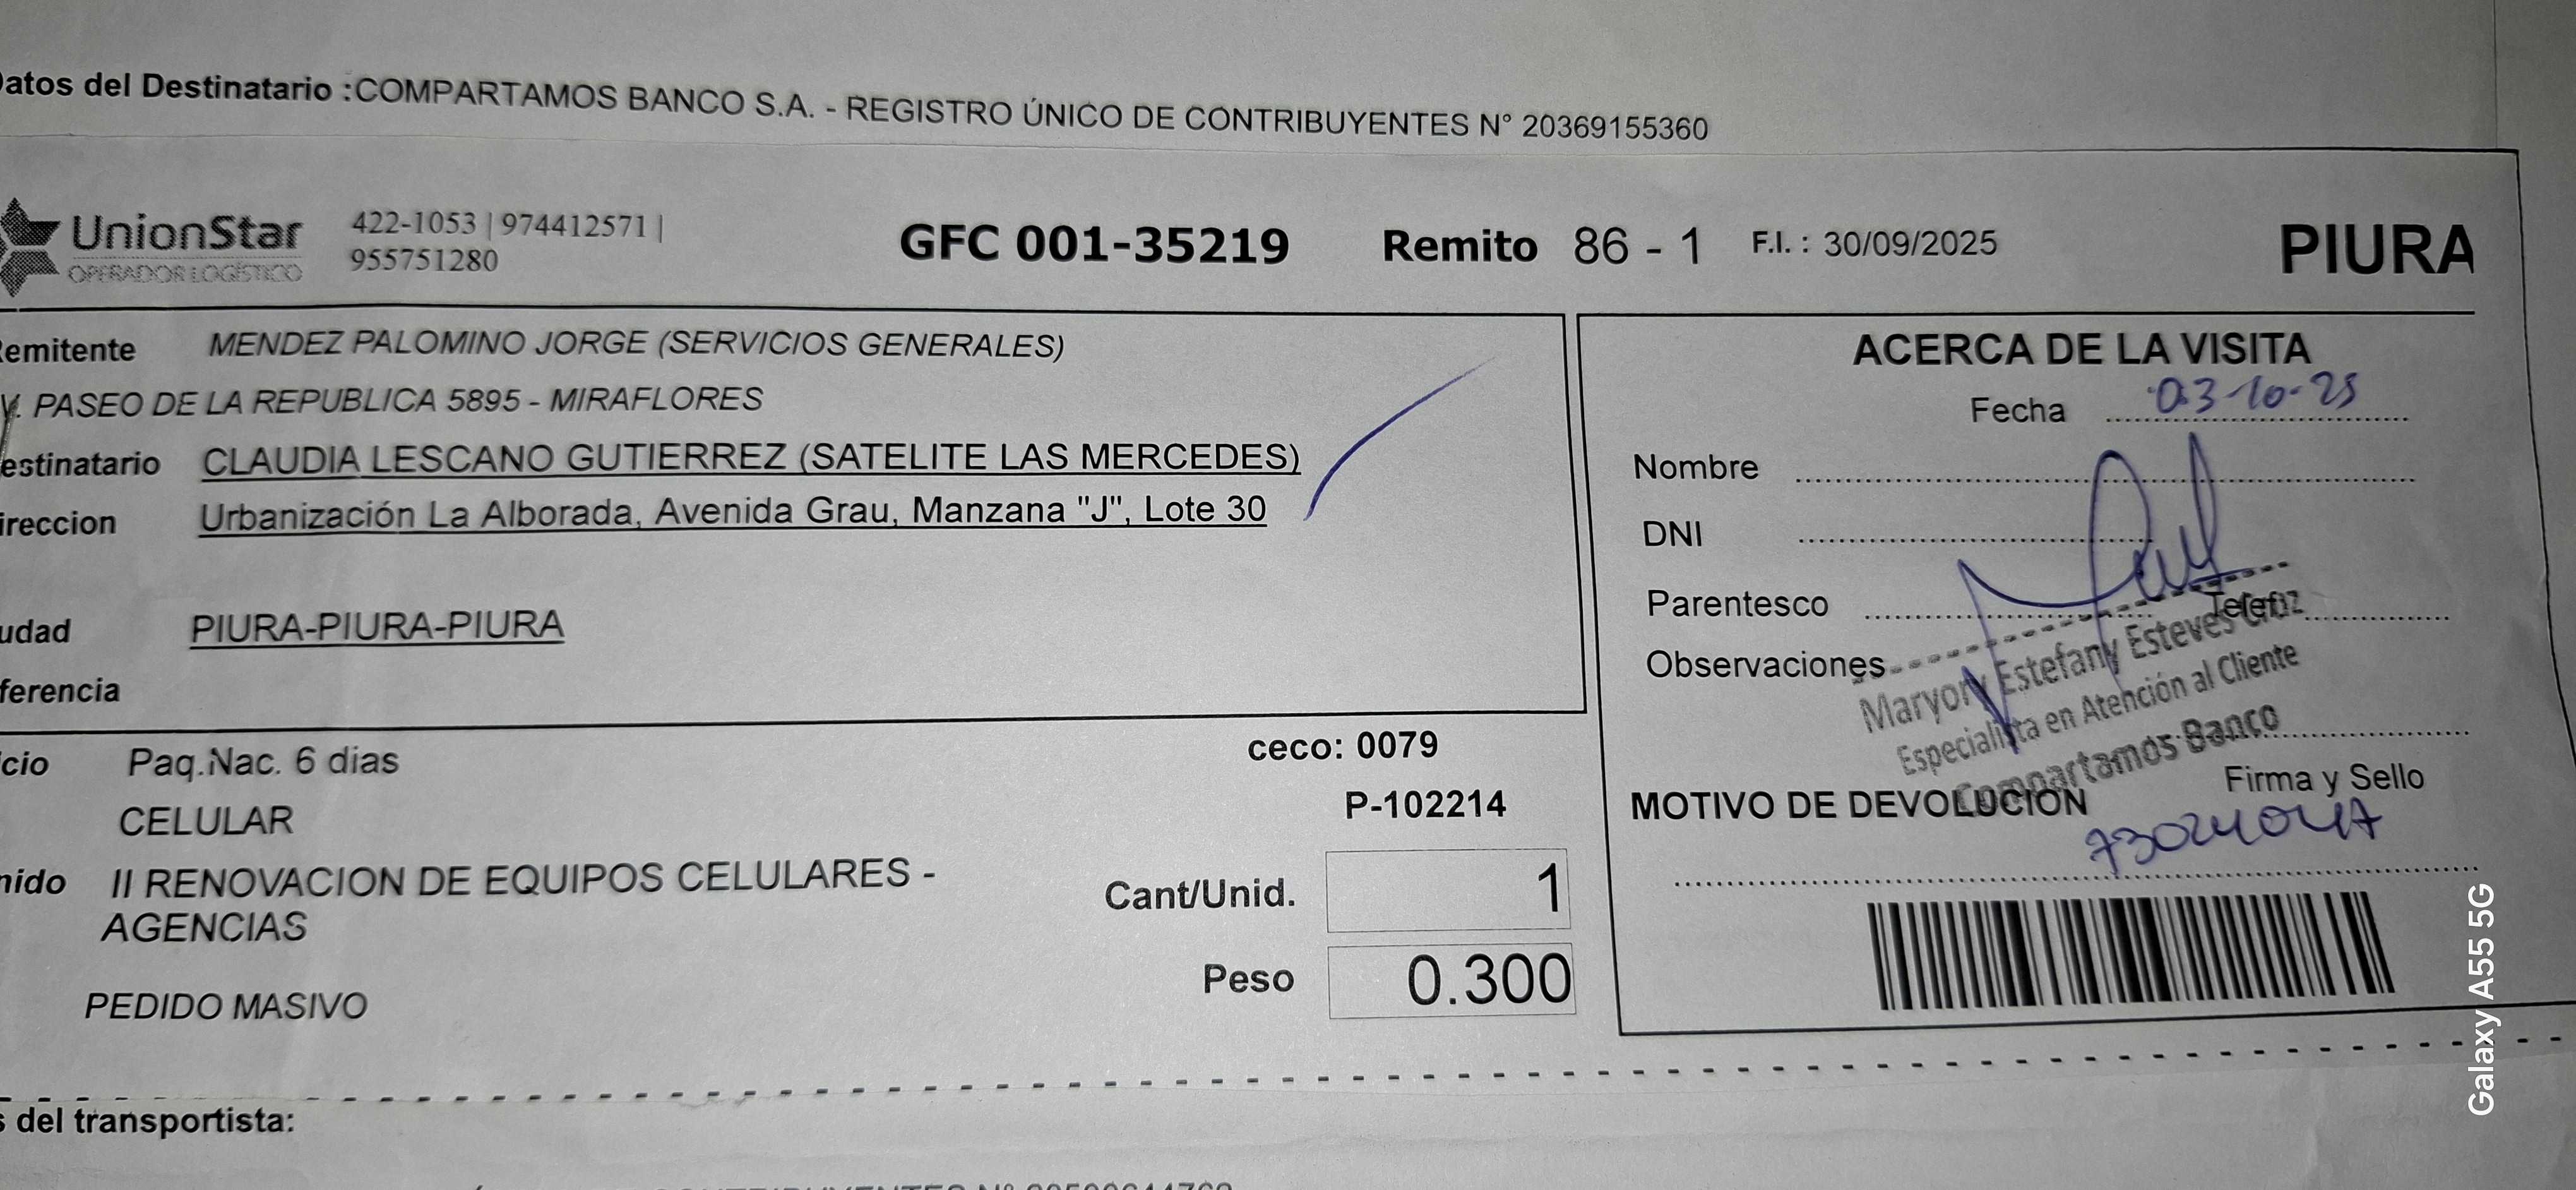 atos del Destinatario :COMPARTAMOS BANCO S.A. - REGISTRO ÚNICO DE CONTRIBUYENTES N° 20369155360
UnionStar
OPERADOR LOGÍSTICO
422-1053 | 974412571 |
955751280
GFC 001-35219
Remito 86 - 1
F.I. : 30/09/2025
PIURA
emitente MENDEZ PALOMINO JORGE (SERVICIOS GENERALES)
V. PASEO DE LA REPUBLICA 5895 - MIRAFLORES
estinatario CLAUDIA LESCANO GUTIERREZ (SATELITE LAS MERCEDES)
ireccion Urbanización La Alborada, Avenida Grau, Manzana "J", Lote 30
udad PIURA-PIURA-PIURA
ferencia
cio Paq.Nac. 6 dias
CELULAR
nido II RENOVACION DE EQUIPOS CELULARES -
AGENCIAS
PEDIDO MASIVO
ceco: 0079
P-102214
Cant/Unid. 1
Peso 0.300
ACERCA DE LA VISITA
Fecha 03-10-25
Nombre
DNI
Parentesco
Telef
Observaciones
Maryory Estefany Esteves Cruz
Especialista en Atención al Cliente
Compartamos Banco
Firma y Sello
MOTIVO DE DEVOLUCION
73024047
s del transportista:
Galaxy A55 5G